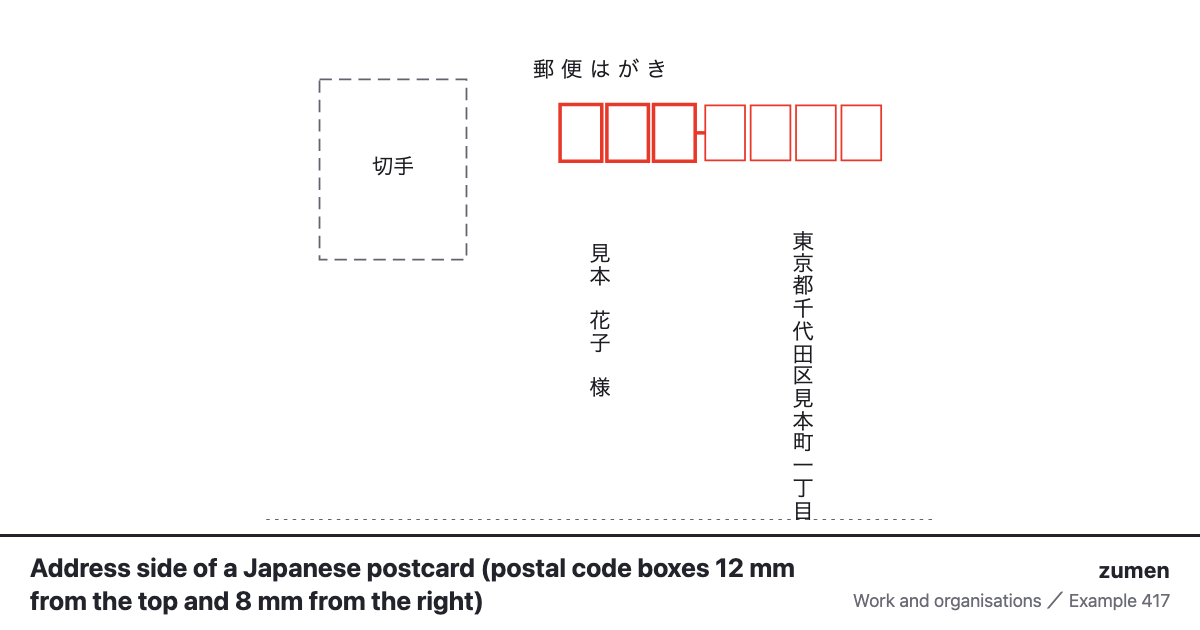 郵便はがき
切手
東京都千代田区見本町一丁目
見本 花子 様
Address side of a Japanese postcard (postal code boxes 12 mm
from the top and 8 mm from the right)
zumen
Work and organisations ／ Example 417